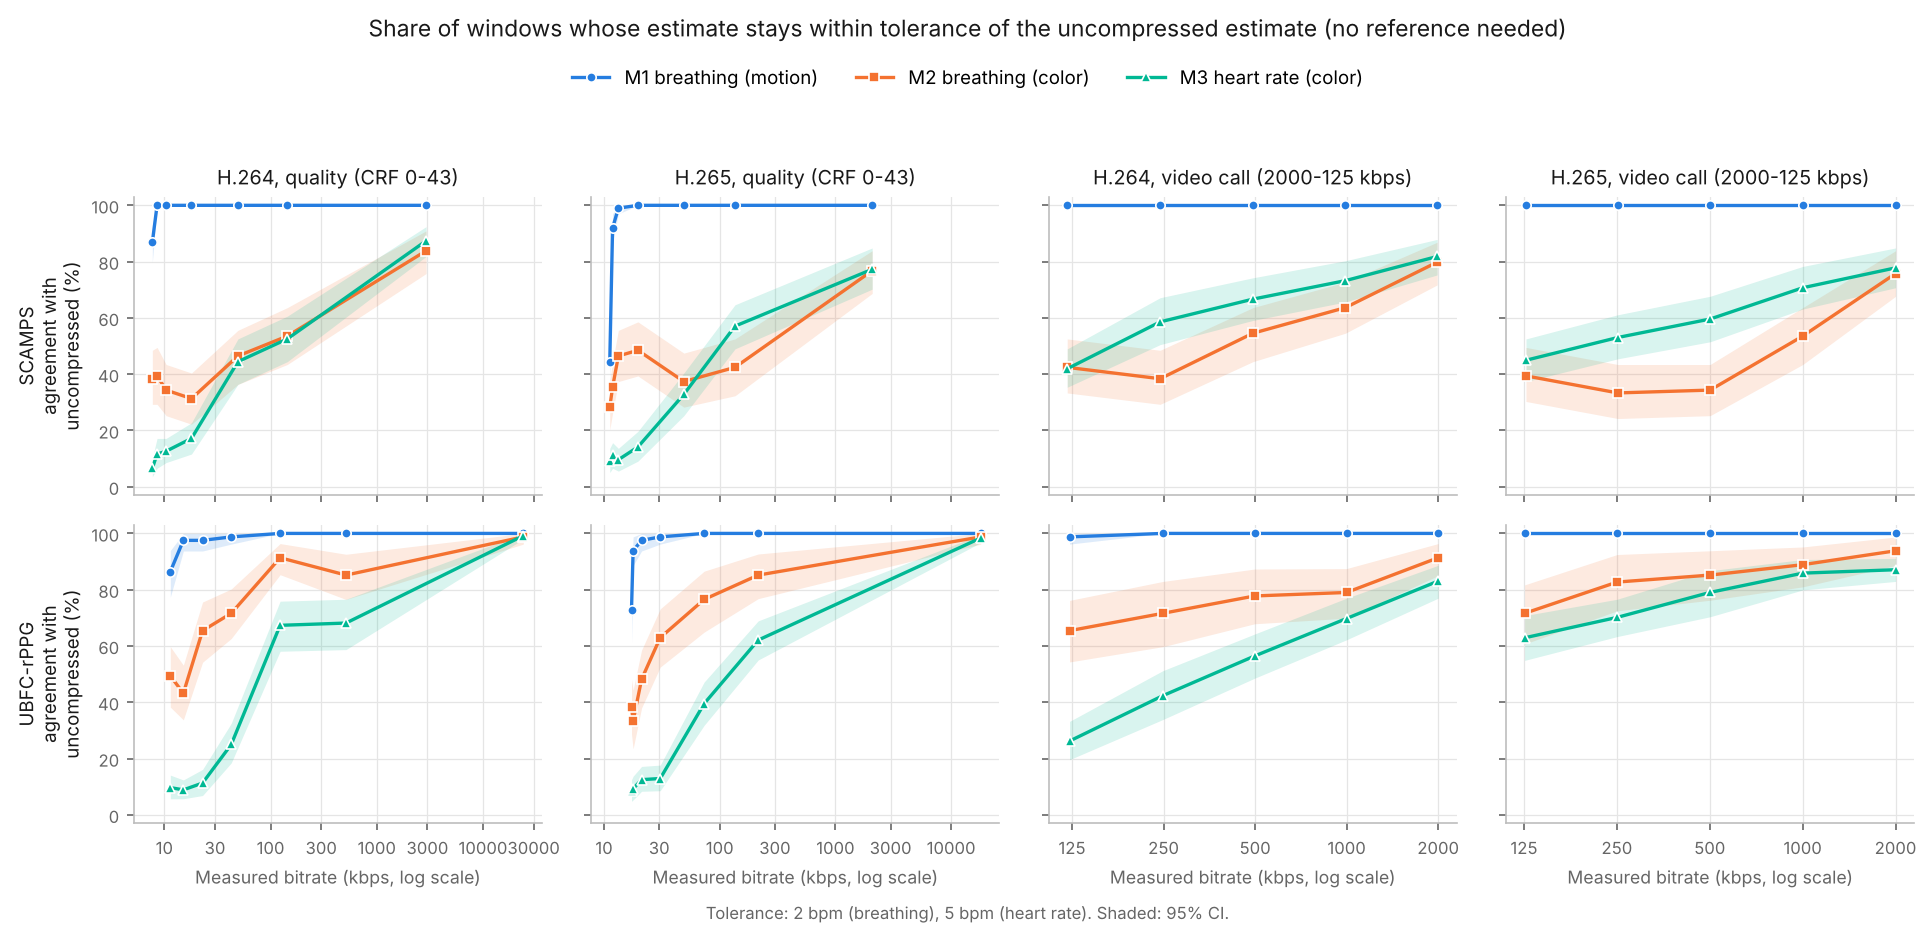 Share of windows whose estimate stays within tolerance of the uncompressed estimate (no reference needed)
M1 breathing (motion) M2 breathing (color) M3 heart rate (color)
H.264, quality (CRF 0-43)
H.265, quality (CRF 0-43)
H.264, video call (2000-125 kbps)
H.265, video call (2000-125 kbps)
SCAMPS
agreement with
uncompressed (%)
100
80
60
40
20
0
UBFC-rPPG
agreement with
uncompressed (%)
100
80
60
40
20
0
10 30 100 300 1000 3000 10000 30000
10 30 100 300 1000 3000 10000
125 250 500 1000 2000
125 250 500 1000 2000
Measured bitrate (kbps, log scale)
Measured bitrate (kbps, log scale)
Measured bitrate (kbps, log scale)
Measured bitrate (kbps, log scale)
Tolerance: 2 bpm (breathing), 5 bpm (heart rate). Shaded: 95% CI.